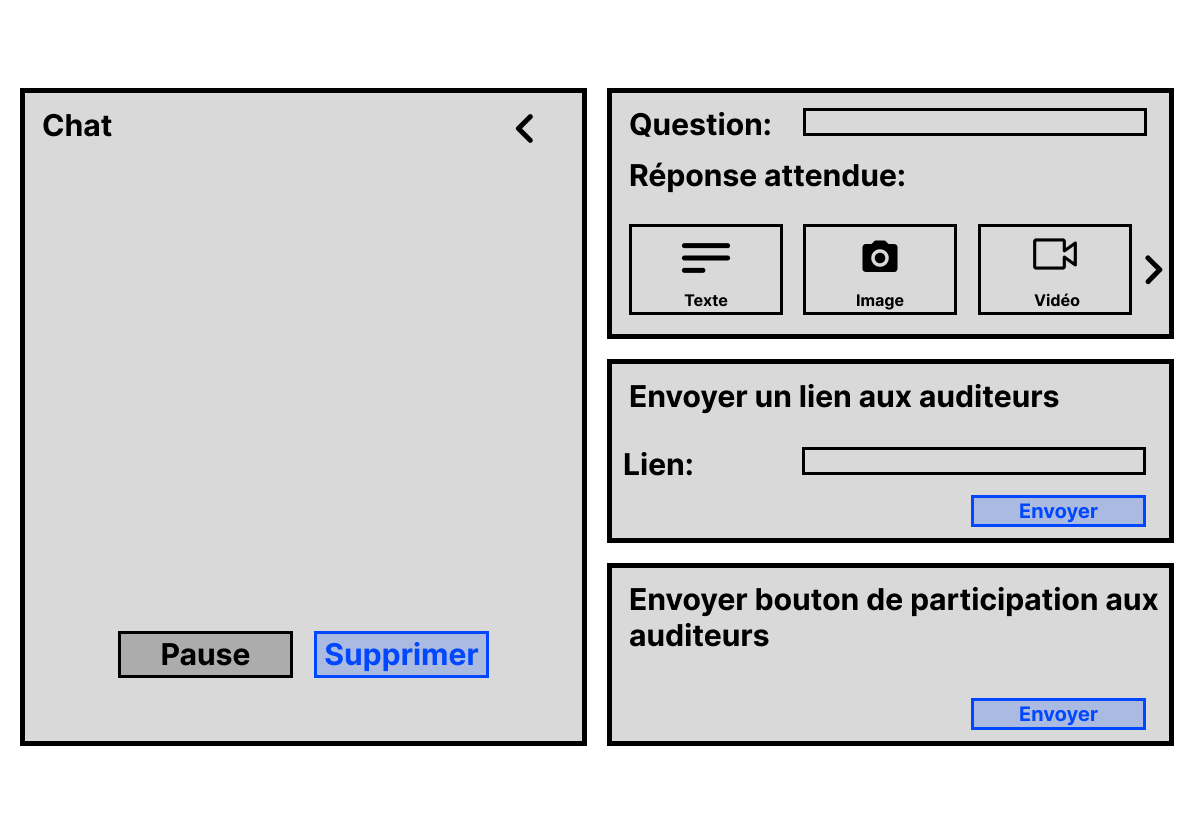 Chat
Pause
Supprimer
Question:
Réponse attendue:
Texte
Image
Vidéo
Envoyer un lien aux auditeurs
Lien:
Envoyer
Envoyer bouton de participation aux
auditeurs
Envoyer